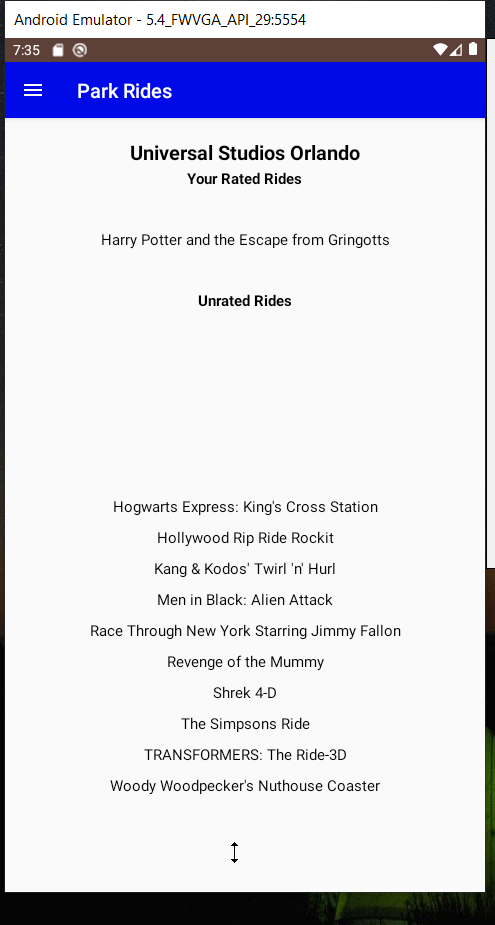 Android Emulator - 5.4_FWVGA_API_29:5554
7:35
Park Rides
Universal Studios Orlando
Your Rated Rides
Harry Potter and the Escape from Gringotts
Unrated Rides
Hogwarts Express: King's Cross Station
Hollywood Rip Ride Rockit
Kang & Kodos' Twirl 'n' Hurl
Men in Black: Alien Attack
Race Through New York Starring Jimmy Fallon
Revenge of the Mummy
Shrek 4-D
The Simpsons Ride
TRANSFORMERS: The Ride-3D
Woody Woodpecker's Nuthouse Coaster